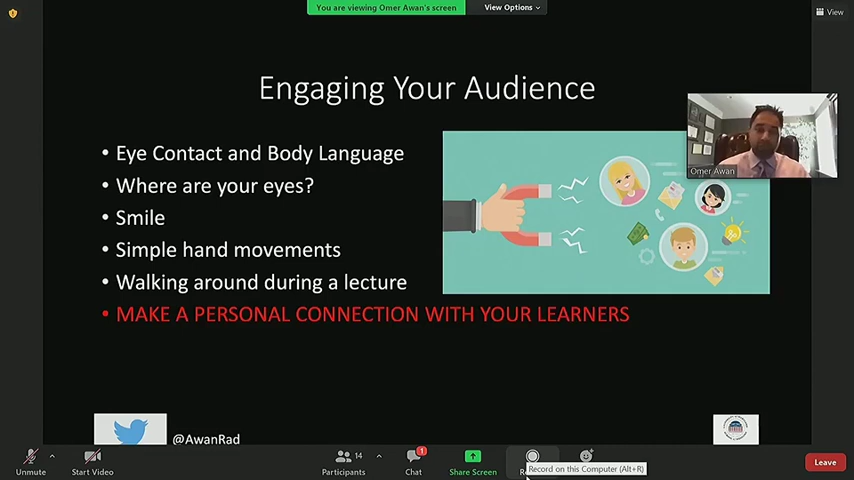 You are viewing Omer Awan's screen
View Options
View
Engaging Your Audience
• Eye Contact and Body Language
• Where are your eyes?
• Smile
• Simple hand movements
• Walking around during a lecture
• MAKE A PERSONAL CONNECTION WITH YOUR LEARNERS
Omer Awan
@AwanRad
14
1
Unmute
Start Video
Participants
Chat
Share Screen
Record on this Computer (Alt+R)
Leave